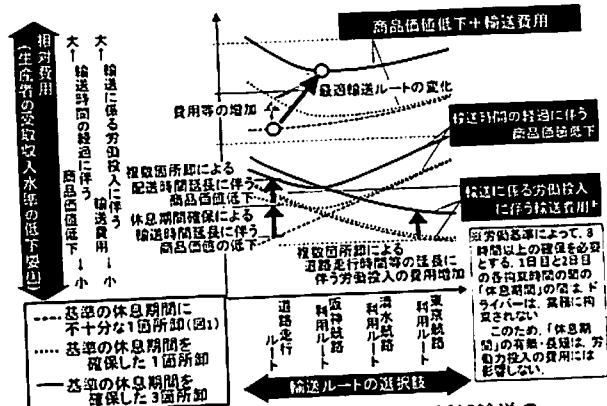 商品価値低下+輸送費用
最適輸送ルートの変化
費用等の増加
輸送時間の経過に伴う
商品価値低下
複数箇所卸による
配送時間延長に伴う
商品価値低下
休息期間確保による
輸送時間延長に伴う
商品価値の低下
輸送に係る労働投入
に伴う輸送費用
複数箇所卸による
道路走行時間等の延長に
伴う労働投入の費用増加
相対費用
(生産者の受取収入水準の低下要因)
大←輸送時間の経過に伴う商品価値低下→小
大←輸送に係る労働投入に伴う輸送費用→小
※労働基準によって、8
時間以上の確保を必要
とする、1日目と2日目
の各拘束時間の間の
「休息期間」の間は、ド
ライバーは、業務に拘
束されない
このため、「休息期
間」の有無・長短は、労
働力投入の費用には
影響しない.
道路走行ルート
阪神航路利用ルート
清水航路利用ルート
東京航路利用ルート
輸送ルートの選択肢
基準の休息期間に
不十分な1箇所卸(図1)
基準の休息期間を
確保した1箇所卸
基準の休息期間を
確保した3箇所卸